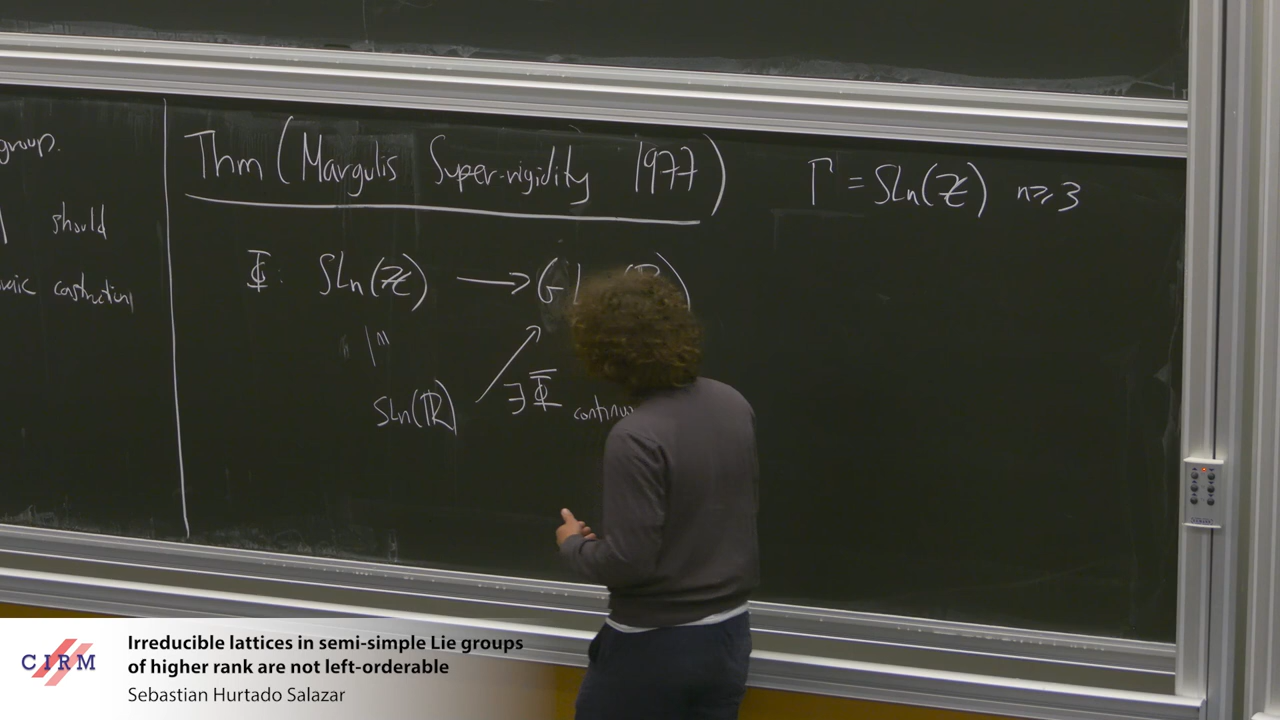 group.
should
Thm (Margulis Super-rigidity 1977)
Φ: SLn(ℤ) → GL (ℝ)
SLn(ℝ) ∃ Φ̅
Γ = SLn(ℤ) n≥3
CIRM
Irreducible lattices in semi-simple Lie groups
of higher rank are not left-orderable
Sebastian Hurtado Salazar